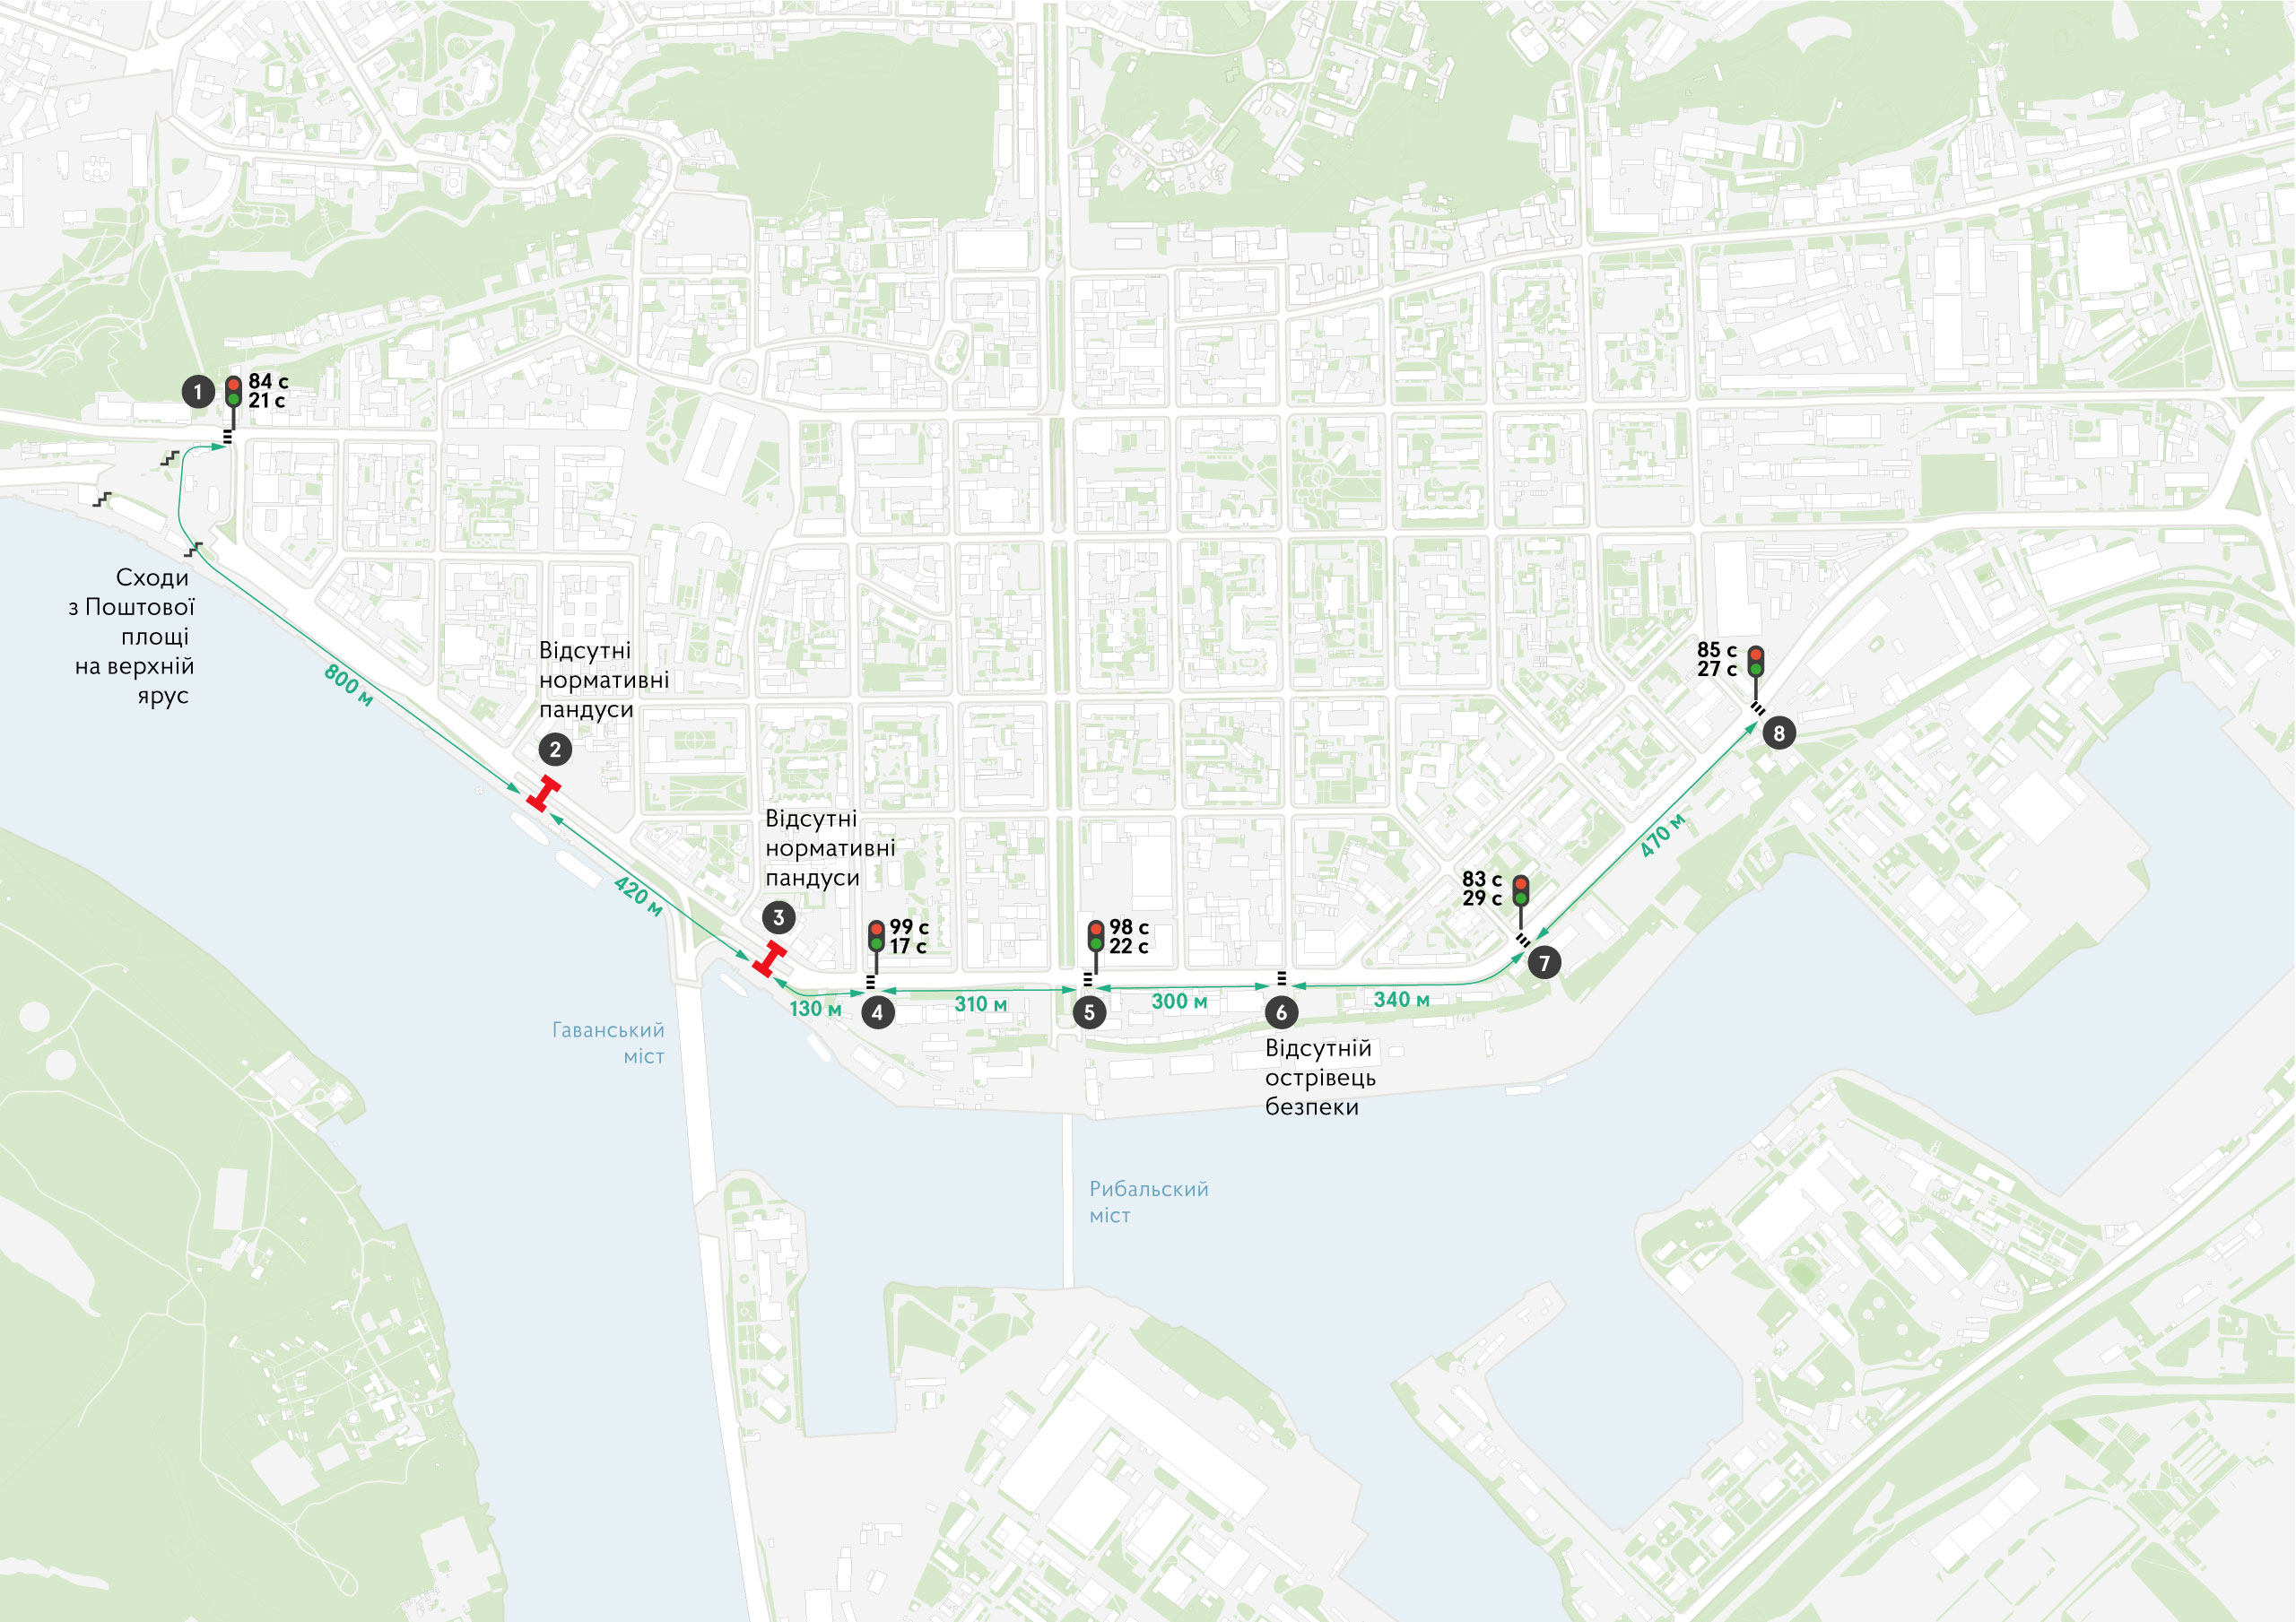 1
84 с
21 с
Сходи
з Поштової
площі
на верхній
ярус
800 м
Відсутні
нормативні
пандуси
2
420 м
Відсутні
нормативні
пандуси
3
130 м
99 с
17 с
4
310 м
98 с
22 с
5
300 м
6
Відсутній
острівець
безпеки
340 м
83 с
29 с
7
470 м
85 с
27 с
8
Гаванський
міст
Рибальский
міст